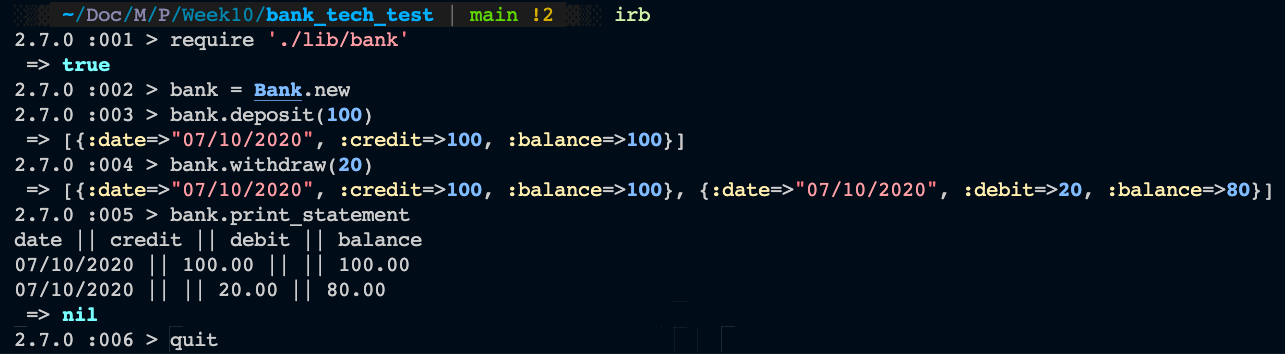 ~/Doc/M/P/Week10/bank_tech_test | main !2 irb
2.7.0 :001 > require './lib/bank'
=> true
2.7.0 :002 > bank = Bank.new
2.7.0 :003 > bank.deposit(100)
=> [{:date=>"07/10/2020", :credit=>100, :balance=>100}]
2.7.0 :004 > bank.withdraw(20)
=> [{:date=>"07/10/2020", :credit=>100, :balance=>100}, {:date=>"07/10/2020", :debit=>20, :balance=>80}]
2.7.0 :005 > bank.print_statement
date || credit || debit || balance
07/10/2020 || 100.00 || || 100.00
07/10/2020 || || 20.00 || 80.00
=> nil
2.7.0 :006 > quit